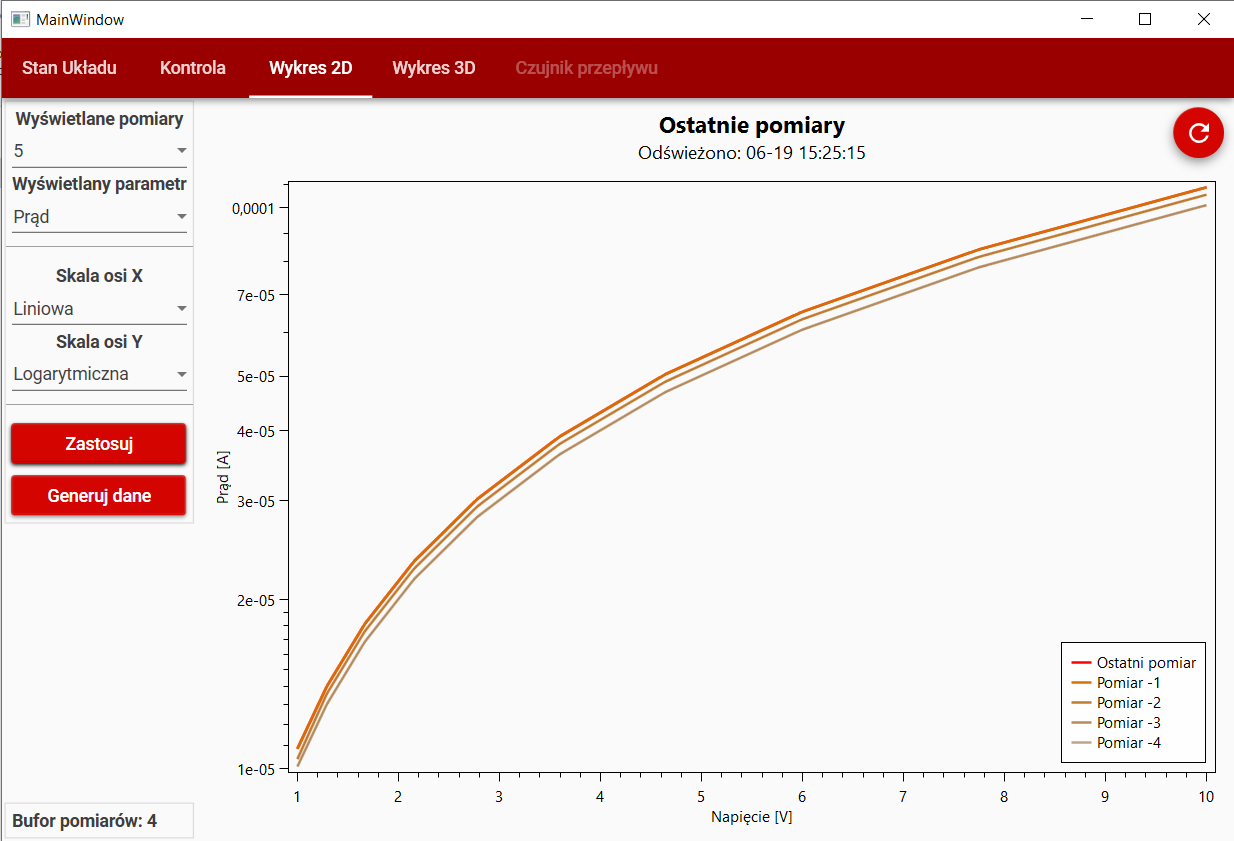 MainWindow
Stan Układu Kontrola Wykres 2D Wykres 3D Czujnik przepływu
Wyświetlane pomiary
5
Wyświetlany parametr
Prąd
Skala osi X
Liniowa
Skala osi Y
Logarytmiczna
Zastosuj
Generuj dane
Bufor pomiarów: 4
Ostatnie pomiary
Odświeżono: 06-19 15:25:15
0,0001
7e-05
5e-05
4e-05
3e-05
2e-05
1e-05
Prąd [A]
1 2 3 4 5 6 7 8 9 10
Napięcie [V]
Ostatni pomiar
Pomiar -1
Pomiar -2
Pomiar -3
Pomiar -4